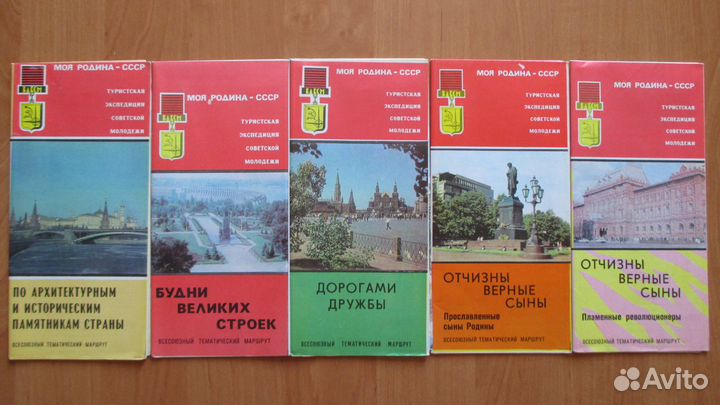 МОЯ РОДИНА – СССР
ТУРИСТСКАЯ
ЭКСПЕДИЦИЯ
СОВЕТСКОЙ
МОЛОДЕЖИ
ПО АРХИТЕКТУРНЫМ
И ИСТОРИЧЕСКИМ
ПАМЯТНИКАМ СТРАНЫ
ВСЕСОЮЗНЫЙ ТЕМАТИЧЕСКИЙ МАРШРУТ
МОЯ РОДИНА – СССР
ТУРИСТСКАЯ
ЭКСПЕДИЦИЯ
СОВЕТСКОЙ
МОЛОДЕЖИ
БУДНИ
ВЕЛИКИХ
СТРОЕК
ВСЕСОЮЗНЫЙ ТЕМАТИЧЕСКИЙ МАРШРУТ
МОЯ РОДИНА – СССР
ТУРИСТСКАЯ
ЭКСПЕДИЦИЯ
СОВЕТСКОЙ
МОЛОДЕЖИ
ДОРОГАМИ
ДРУЖБЫ
ВСЕСОЮЗНЫЙ ТЕМАТИЧЕСКИЙ МАРШРУТ
МОЯ РОДИНА – СССР
ТУРИСТСКАЯ
ЭКСПЕДИЦИЯ
СОВЕТСКОЙ
МОЛОДЕЖИ
ОТЧИЗНЫ
ВЕРНЫЕ
СЫНЫ
Прославленные
сыны Родины
ВСЕСОЮЗНЫЙ ТЕМАТИЧЕСКИЙ МАРШРУТ
МОЯ РОДИНА – СССР
ТУРИСТСКАЯ
ЭКСПЕДИЦИЯ
СОВЕТСКОЙ
МОЛОДЕЖИ
ОТЧИЗНЫ
ВЕРНЫЕ
СЫНЫ
Пламенные революционеры
ВСЕСОЮЗНЫЙ ТЕМАТИЧЕСКИЙ МАРШРУТ
Avito